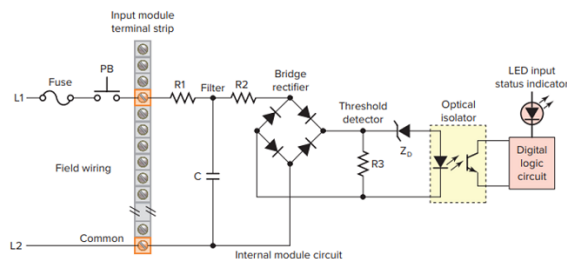 Input module
terminal strip
L1
Fuse
PB
R1
Filter
R2
Bridge
rectifier
Threshold
detector
Z_D
Optical
isolator
LED input
status indicator
Digital
logic
circuit
R3
C
Field wiring
L2
Common
Internal module circuit